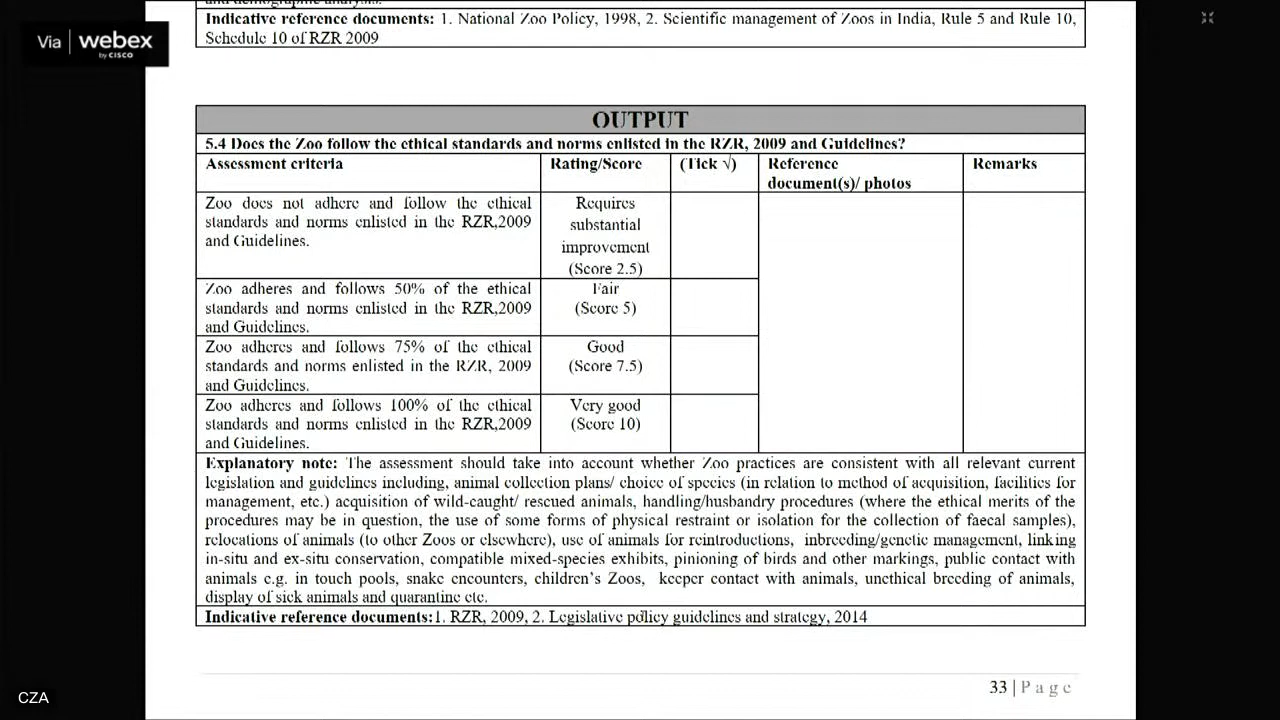 and demographic analysis.
Indicative reference documents: 1. National Zoo Policy, 1998, 2. Scientific management of Zoos in India, Rule 5 and Rule 10,
Schedule 10 of RZR 2009
Via | webex
by CISCO
OUTPUT
5.4 Does the Zoo follow the ethical standards and norms enlisted in the RZR, 2009 and Guidelines?
Assessment criteria Rating/Score (Tick √) Reference
document(s)/ photos Remarks
Zoo does not adhere and follow the ethical
standards and norms enlisted in the RZR,2009
and Guidelines.
Requires
substantial
improvement
(Score 2.5)
Zoo adheres and follows 50% of the ethical
standards and norms enlisted in the RZR,2009
and Guidelines.
Fair
(Score 5)
Zoo adheres and follows 75% of the ethical
standards and norms enlisted in the RZR, 2009
and Guidelines.
Good
(Score 7.5)
Zoo adheres and follows 100% of the ethical
standards and norms enlisted in the RZR,2009
and Guidelines.
Very good
(Score 10)
Explanatory note: The assessment should take into account whether Zoo practices are consistent with all relevant current
legislation and guidelines including, animal collection plans/ choice of species (in relation to method of acquisition, facilities for
management, etc.) acquisition of wild-caught/ rescued animals, handling/husbandry procedures (where the ethical merits of the
procedures may be in question, the use of some forms of physical restraint or isolation for the collection of faecal samples),
relocations of animals (to other Zoos or elsewhere), use of animals for reintroductions, inbreeding/genetic management, linking
in-situ and ex-situ conservation, compatible mixed-species exhibits, pinioning of birds and other markings, public contact with
animals e.g. in touch pools, snake encounters, children's Zoos, keeper contact with animals, unethical breeding of animals,
display of sick animals and quarantine etc.
Indicative reference documents:1. RZR, 2009, 2. Legislative policy guidelines and strategy, 2014
33 | Page
CZA